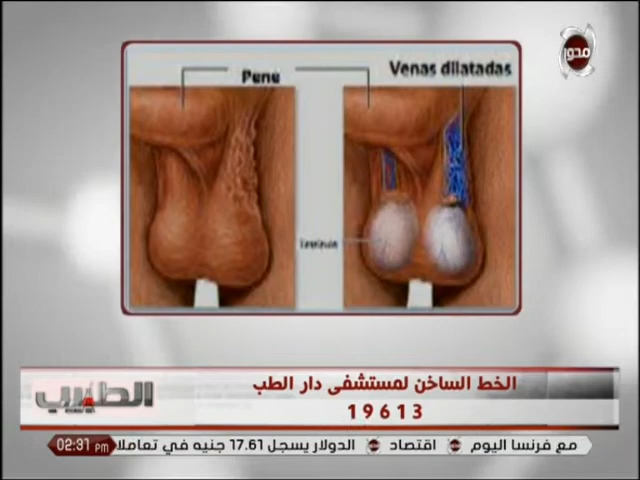 محور
Pene
Venas dilatadas
الطبيب
الخط الساخن لمستشفى دار الطب
19613
02:31 PM
مع فرنسا اليوم اقتصاد الدولار يسجل 17.61 جنيه في تعاملا